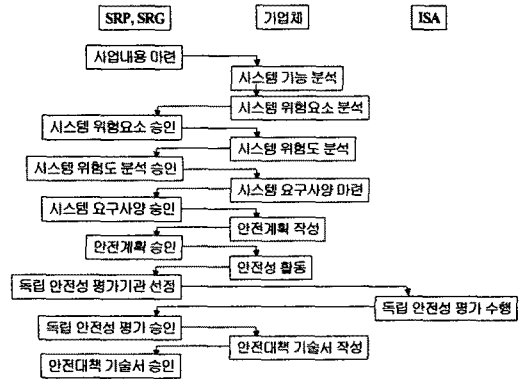 SRP, SRG
기업체
ISA
사업내용 마련
시스템 기능 분석
시스템 위험요소 분석
시스템 위험요소 승인
시스템 위험도 분석
시스템 위험도 분석 승인
시스템 요구사양 마련
시스템 요구사양 승인
안전계획 작성
안전계획 승인
안전성 활동
독립 안전성 평가기관 선정
독립 안전성 평가 수행
독립 안전성 평가 승인
안전대책 기술서 작성
안전대책 기술서 승인